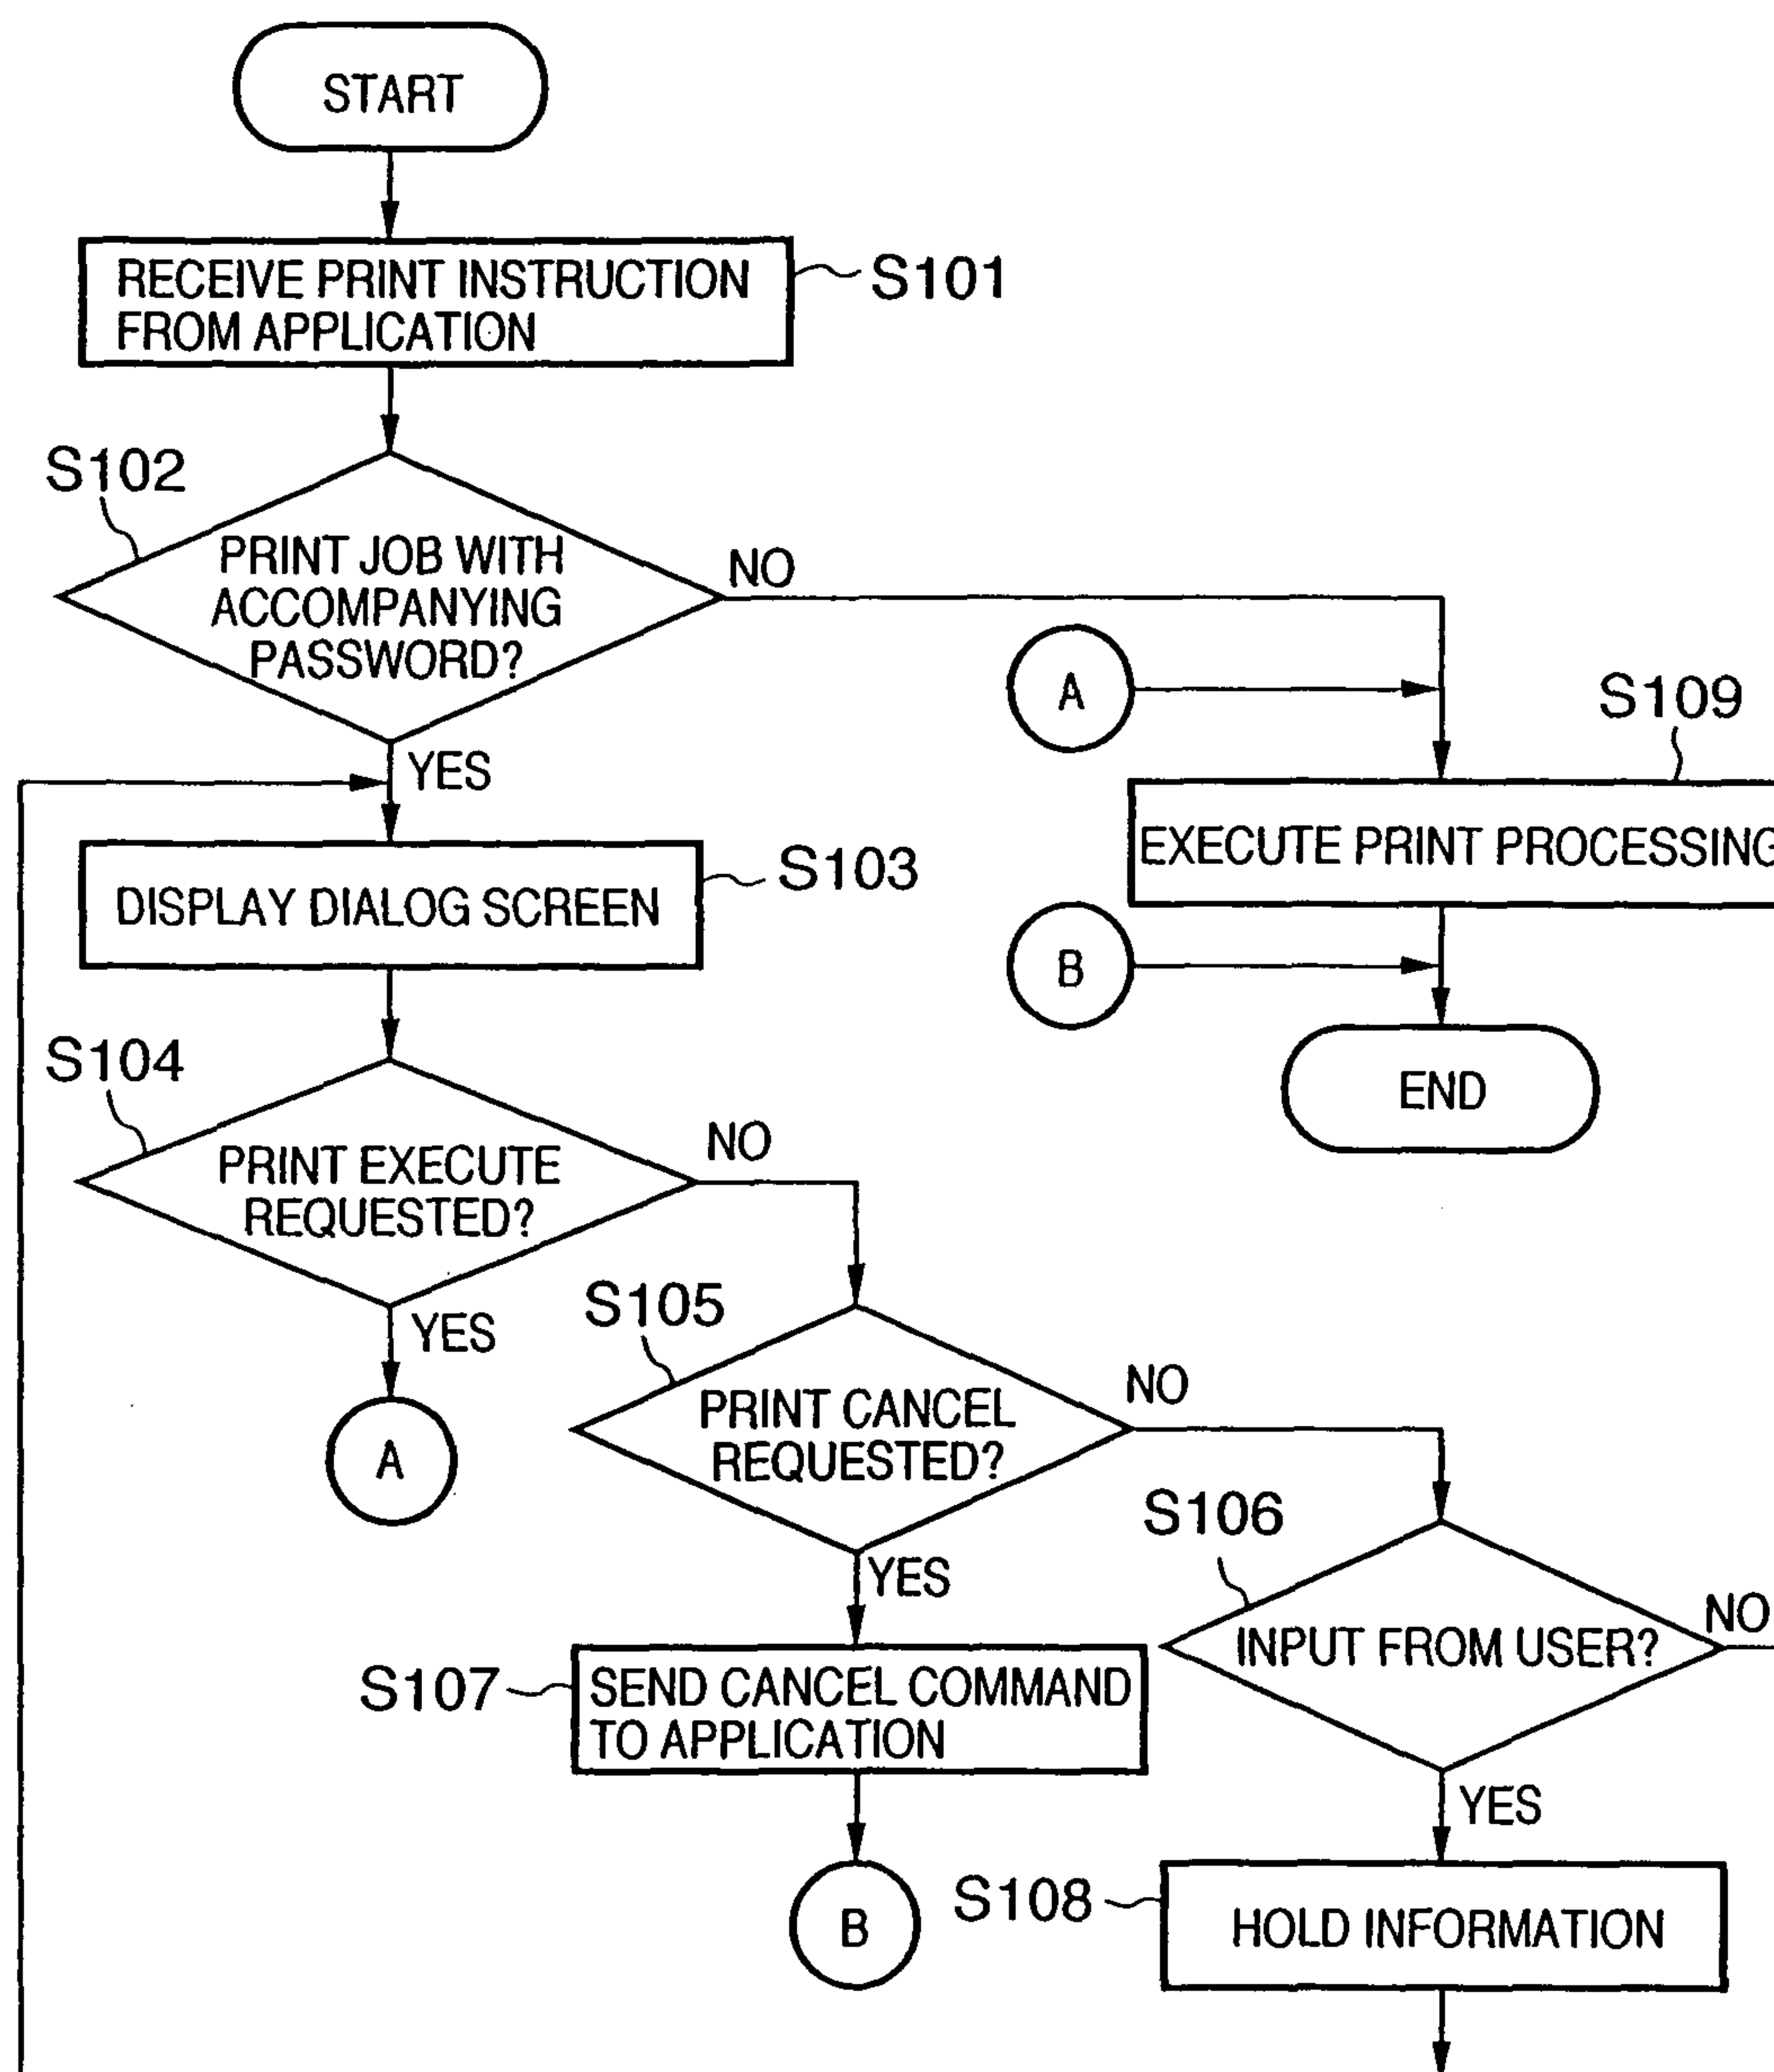 START
RECEIVE PRINT INSTRUCTION
FROM APPLICATION
S101
S102
PRINT JOB WITH
ACCOMPANYING
PASSWORD?
NO
YES
A
S109
EXECUTE PRINT PROCESSING
B
END
DISPLAY DIALOG SCREEN
S103
S104
PRINT EXECUTE
REQUESTED?
NO
YES
A
S105
PRINT CANCEL
REQUESTED?
NO
YES
S106
INPUT FROM USER?
NO
YES
S107
SEND CANCEL COMMAND
TO APPLICATION
B
S108
HOLD INFORMATION